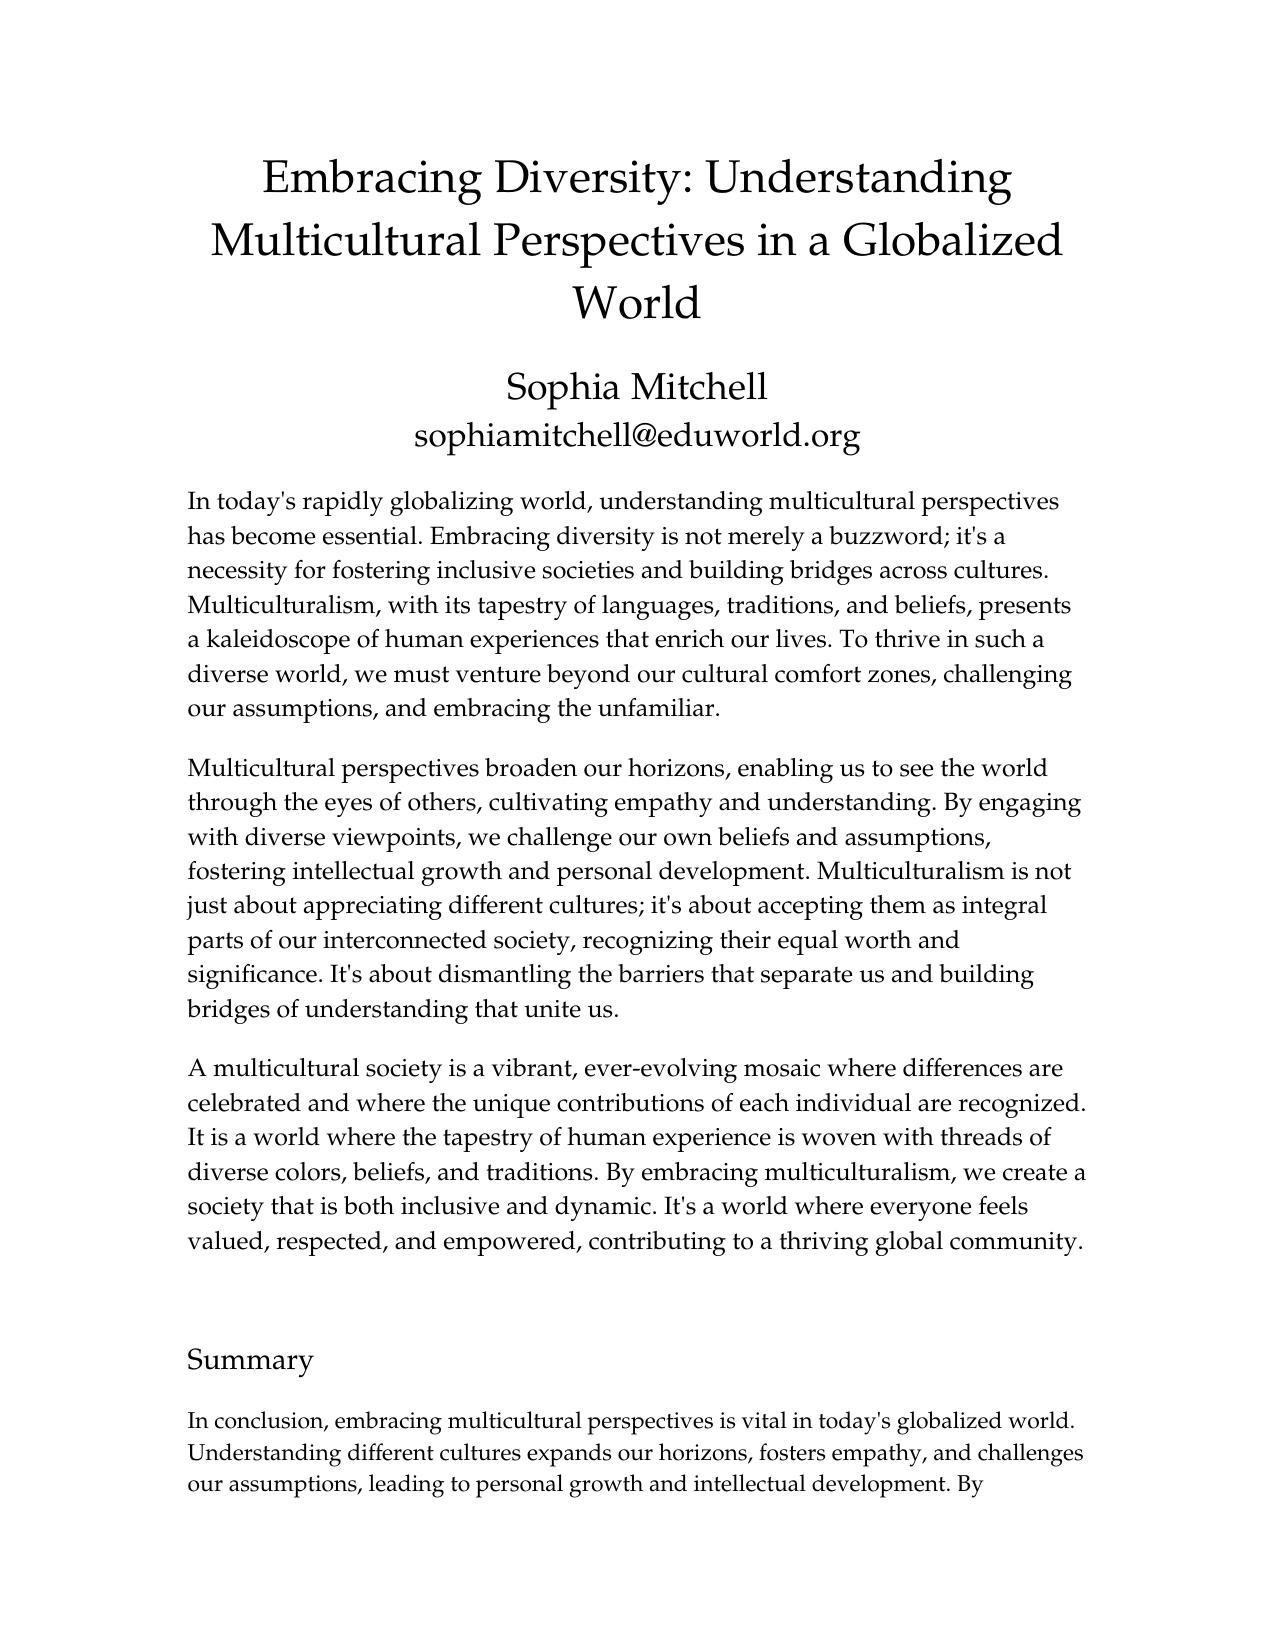 Embracing Diversity: Understanding
Multicultural Perspectives in a Globalized
World
Sophia Mitchell
sophiamitchell@eduworld.org
In today's rapidly globalizing world, understanding multicultural perspectives
has become essential. Embracing diversity is not merely a buzzword; it's a
necessity for fostering inclusive societies and building bridges across cultures.
Multiculturalism, with its tapestry of languages, traditions, and beliefs, presents
a kaleidoscope of human experiences that enrich our lives. To thrive in such a
diverse world, we must venture beyond our cultural comfort zones, challenging
our assumptions, and embracing the unfamiliar.
Multicultural perspectives broaden our horizons, enabling us to see the world
through the eyes of others, cultivating empathy and understanding. By engaging
with diverse viewpoints, we challenge our own beliefs and assumptions,
fostering intellectual growth and personal development. Multiculturalism is not
just about appreciating different cultures; it's about accepting them as integral
parts of our interconnected society, recognizing their equal worth and
significance. It's about dismantling the barriers that separate us and building
bridges of understanding that unite us.
A multicultural society is a vibrant, ever-evolving mosaic where differences are
celebrated and where the unique contributions of each individual are recognized.
It is a world where the tapestry of human experience is woven with threads of
diverse colors, beliefs, and traditions. By embracing multiculturalism, we create a
society that is both inclusive and dynamic. It's a world where everyone feels
valued, respected, and empowered, contributing to a thriving global community.
Summary
In conclusion, embracing multicultural perspectives is vital in today's globalized world.
Understanding different cultures expands our horizons, fosters empathy, and challenges
our assumptions, leading to personal growth and intellectual development. By